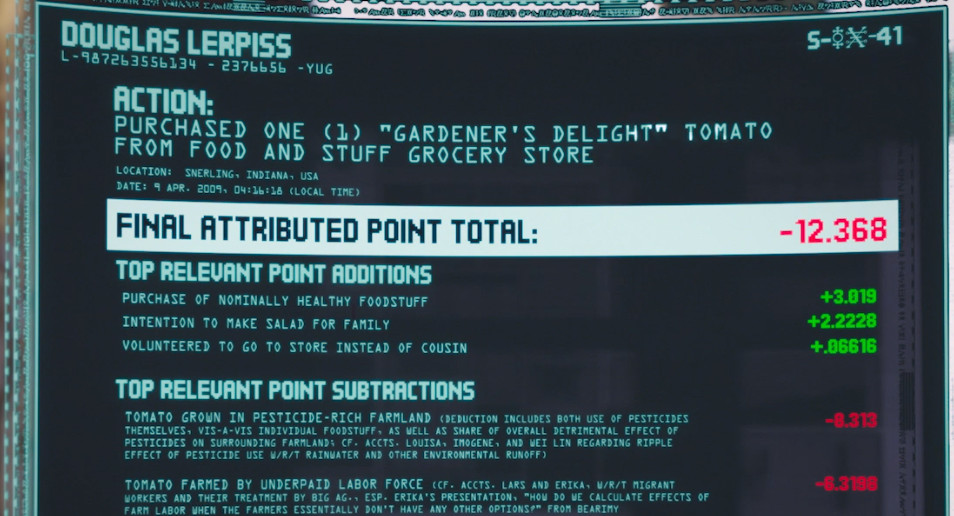 DOUGLAS LERPISS
L-987263556134 - 2376656 -YUG
-41
ACTION:
PURCHASED ONE (1) "GARDENER'S DELIGHT" TOMATO
FROM FOOD AND STUFF GROCERY STORE
LOCATION: SNERLING, INDIANA, USA
DATE: 9 APR. 2009, 04:16:18 (LOCAL TIME)
FINAL ATTRIBUTED POINT TOTAL: -12.368
TOP RELEVANT POINT ADDITIONS
PURCHASE OF NOMINALLY HEALTHY FOODSTUFF +3.019
INTENTION TO MAKE SALAD FOR FAMILY +2.2228
VOLUNTEERED TO GO TO STORE INSTEAD OF COUSIN +.06616
TOP RELEVANT POINT SUBTRACTIONS
TOMATO GROWN IN PESTICIDE-RICH FARMLAND (DEDUCTION INCLUDES BOTH USE OF PESTICIDES -8.313
THEMSELVES, VIS-A-VIS INDIVIDUAL FOODSTUFF, AS WELL AS SHARE OF OVERALL DETRIMENTAL EFFECT OF
PESTICIDES ON SURROUNDING FARMLAND; CF. ACCTS. LOUISA, IMOGENE, AND WEI LIN REGARDING RIPPLE
EFFECT OF PESTICIDE USE W/R/T RAINWATER AND OTHER ENVIRONMENTAL RUNOFF)
TOMATO FARMED BY UNDERPAID LABOR FORCE (CF. ACCTS. LARS AND ERIKA, W/R/T MIGRANT -6.3198
WORKERS AND THEIR TREATMENT BY BIG AG., ESP. ERIKA'S PRESENTATION, "HOW DO WE CALCULATE EFFECTS OF
FARM LABOR WHEN THE FARMERS ESSENTIALLY DON'T HAVE ANY OTHER OPTIONS?" FROM BEARIMY